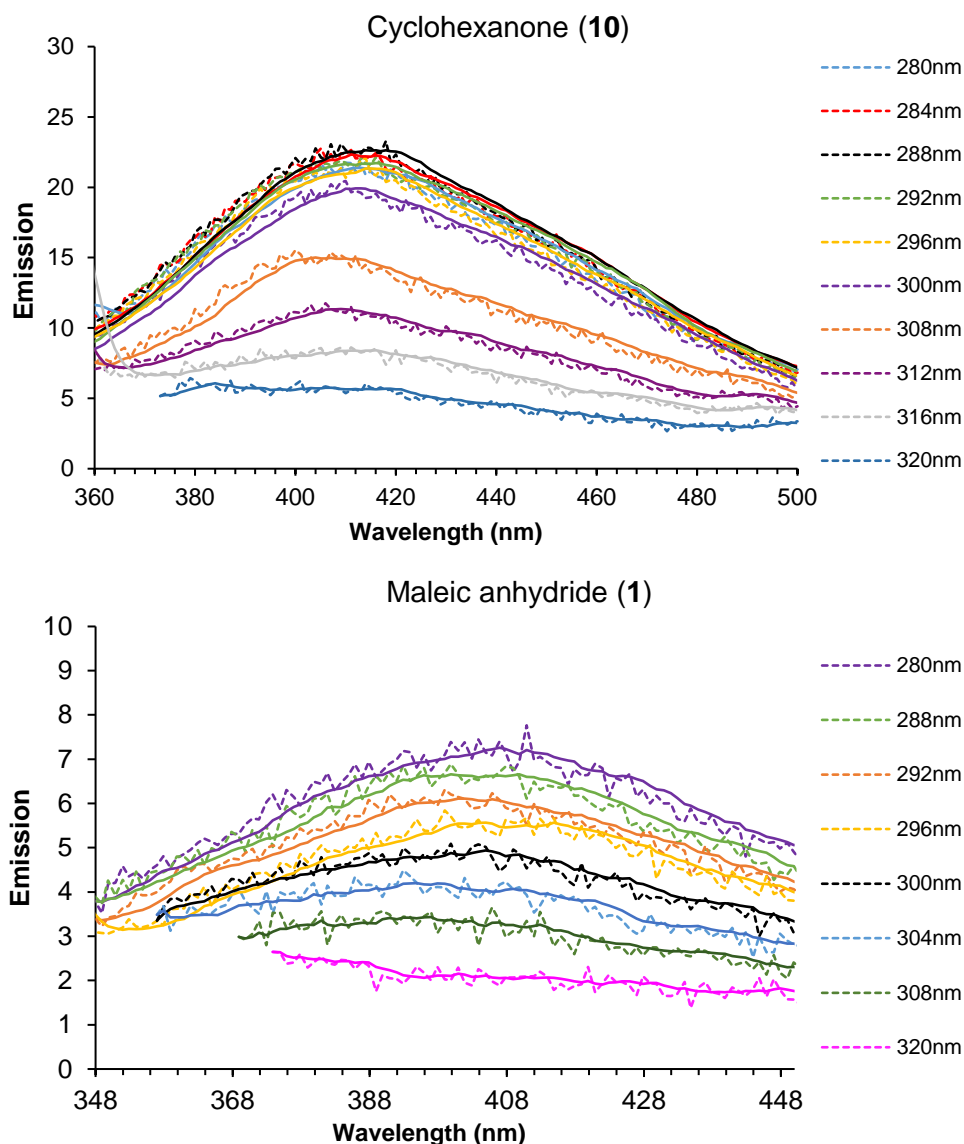 Cyclohexanone (10)
30
25
20
15
10
5
0
Emission
360 380 400 420 440 460 480 500
Wavelength (nm)
280nm
284nm
288nm
292nm
296nm
300nm
308nm
312nm
316nm
320nm
Maleic anhydride (1)
10
9
8
7
6
5
4
3
2
1
0
Emission
348 368 388 408 428 448
Wavelength (nm)
280nm
288nm
292nm
296nm
300nm
304nm
308nm
320nm